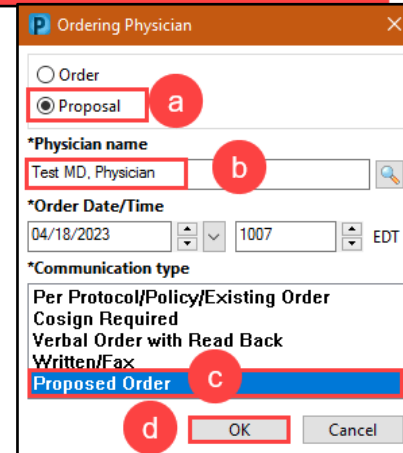 P Ordering Physician
Order
Proposal a
*Physician name
Test MD, Physician b
*Order Date/Time
04/18/2023 1007 EDT
*Communication type
Per Protocol/Policy/Existing Order
Cosign Required
Verbal Order with Read Back
Written/Fax
Proposed Order c
d OK Cancel